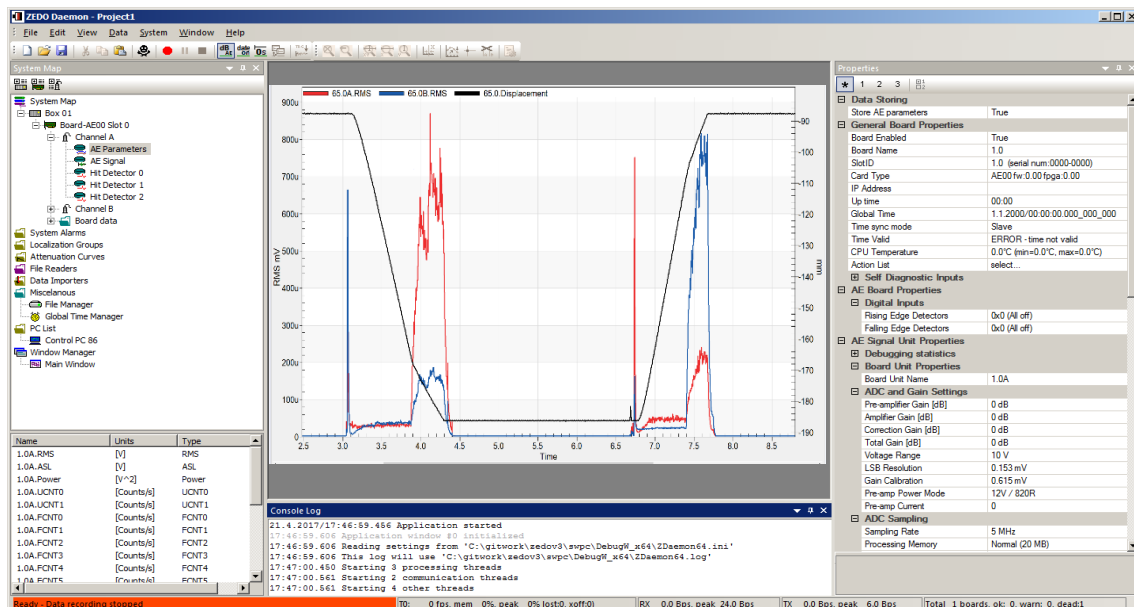 ZEDO Daemon - Project1
File Edit View Data System Window Help
System Map
System Map
Box 01
Board-AE00 Slot 0
Channel A
AE Parameters
AE Signal
Hit Detector 0
Hit Detector 1
Hit Detector 2
Channel B
Board data
System Alarms
Localization Groups
Attenuation Curves
File Readers
Data Importers
Miscelanous
File Manager
Global Time Manager
PC List
Control PC 86
Window Manager
Main Window
Name Units Type
1.0A.RMS [V] RMS
1.0A.ASL [V] ASL
1.0A.Power [V^2] Power
1.0A.UCNT0 [Counts/s] UCNT0
1.0A.UCNT1 [Counts/s] UCNT1
1.0A.FCNT0 [Counts/s] FCNT0
1.0A.FCNT1 [Counts/s] FCNT1
1.0A.FCNT2 [Counts/s] FCNT2
1.0A.FCNT3 [Counts/s] FCNT3
1.0A.FCNT4 [Counts/s] FCNT4
1.0A.FCNT5 [Counts/s] FCNT5
65.0A.RMS 65.0B.RMS 65.0.Displacement
900u
800u
700u
600u
500u
400u
300u
200u
100u
0
RMS mV
-90
-100
-110
-120
-130
-140
-150
-160
-170
-180
-190
mm
2.5 3.0 3.5 4.0 4.5 5.0 5.5 6.0 6.5 7.0 7.5 8.0 8.5
Time
Console Log
21.4.2017/17:46:59.456 Application started
17:46:59.606 Application window #0 initialized
17:46:59.606 Reading settings from 'C:\gitwork\zedov3\swpc\DebugW_x64\ZDaemon64.ini'
17:46:59.606 This log will use 'C:\gitwork\zedov3\swpc\DebugW_x64\ZDaemon64.log'
17:47:00.450 Starting 3 processing threads
17:47:00.561 Starting 2 communication threads
17:47:00.561 Starting 4 other threads
Properties
* 1 2 3
Data Storing
Store AE parameters True
General Board Properties
Board Enabled True
Board Name 1.0
SlotID 1.0 (serial num:0000-0000)
Card Type AE00 fw:0.00 fpga:0.00
IP Address
Up time 00:00
Global Time 1.1.2000/00:00:00.000_000_000
Time sync mode Slave
Time Valid ERROR - time not valid
CPU Temperature 0.0°C (min=0.0°C, max=0.0°C)
Action List select...
Self Diagnostic Inputs
AE Board Properties
Digital Inputs
Rising Edge Detectors 0x0 (All off)
Falling Edge Detectors 0x0 (All off)
AE Signal Unit Properties
Debugging statistics
Board Unit Properties
Board Unit Name 1.0A
ADC and Gain Settings
Pre-amplifier Gain [dB] 0 dB
Amplifier Gain [dB] 0 dB
Correction Gain [dB] 0 dB
Total Gain [dB] 0 dB
Voltage Range 10 V
LSB Resolution 0.153 mV
Gain Calibration 0.615 mV
Pre-amp Power Mode 12V / 820R
Pre-amp Current 0
ADC Sampling
Sampling Rate 5 MHz
Processing Memory Normal (20 MB)
Ready - Data recording stopped T0: 0 fps, mem 0%, peak 0% lost:0, xoff:0) RX 0.0 Bps, peak 24.0 Bps TX 0.0 Bps, peak 6.0 Bps Total 1 boards, ok: 0, warn: 0, dead:1